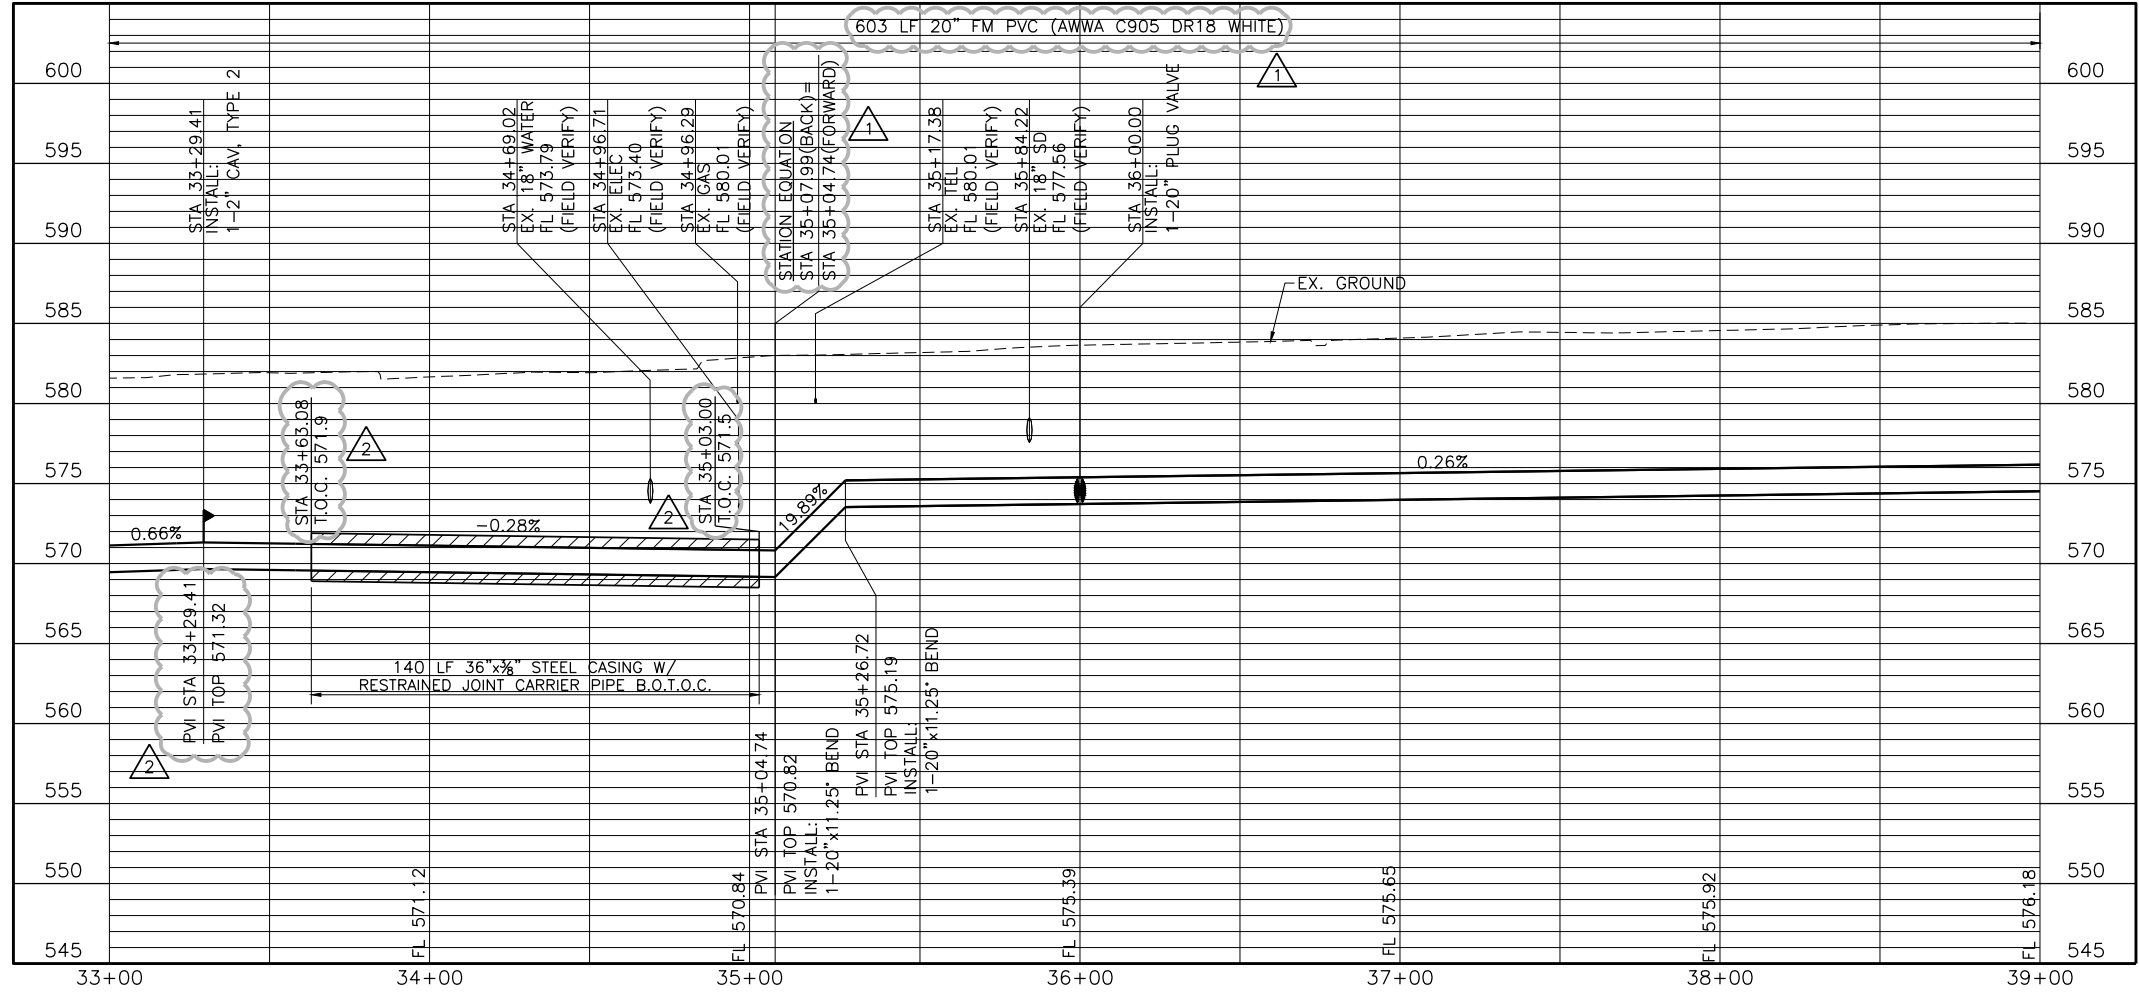 603 LF 20" FM PVC (AWWA C905 DR18 WHITE)
1
600
600
595
595
590
590
585
585
580
580
575
575
570
570
565
565
560
560
555
555
550
550
545
545
STA 33+29.41
INSTALL:
1-2" CAV, TYPE 2
STA 34+69.02
EX. 18" WATER
FL 573.79
(FIELD VERIFY)
STA 34+96.71
EX. ELEC
FL 573.40
(FIELD VERIFY)
STA 34+96.29
EX. GAS
FL 580.01
(FIELD VERIFY)
STATION EQUATION
STA 35+07.99(BACK)=
STA 35+04.74(FORWARD)
1
STA 35+17.38
EX. TEL
FL 580.01
(FIELD VERIFY)
STA 35+84.22
EX. 18" SD
FL 577.56
(FIELD VERIFY)
STA 36+00.00
INSTALL:
1-20" PLUG VALVE
EX. GROUND
STA 33+63.08
T.O.C. 571.9
2
STA 35+03.00
T.O.C. 571.5
2
0.66%
-0.28%
19.89%
0.26%
PVI STA 33+29.41
PVI TOP 571.32
2
140 LF 36"x⅜" STEEL CASING W/
RESTRAINED JOINT CARRIER PIPE B.O.T.O.C.
PVI STA 35+04.74
PVI TOP 570.82
INSTALL:
1-20"x11.25° BEND
PVI STA 35+26.72
PVI TOP 575.19
INSTALL:
1-20"x11.25° BEND
FL 571.12
FL 570.84
FL 575.39
FL 575.65
FL 575.92
FL 576.18
33+00
34+00
35+00
36+00
37+00
38+00
39+00